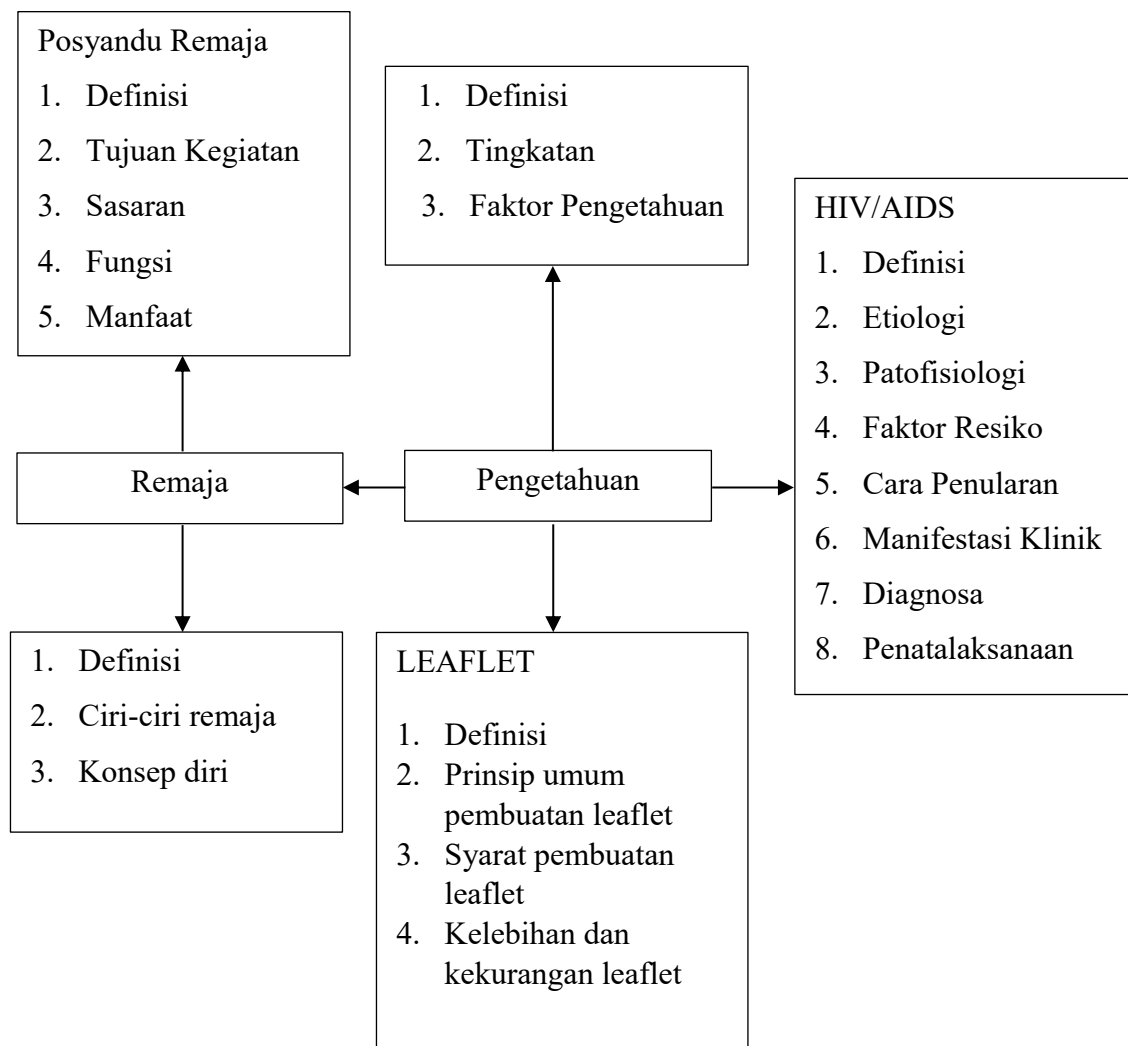 Posyandu Remaja
1. Definisi
2. Tujuan Kegiatan
3. Sasaran
4. Fungsi
5. Manfaat
1. Definisi
2. Tingkatan
3. Faktor Pengetahuan
HIV/AIDS
1. Definisi
2. Etiologi
3. Patofisiologi
4. Faktor Resiko
5. Cara Penularan
6. Manifestasi Klinik
7. Diagnosa
8. Penatalaksanaan
Remaja
Pengetahuan
1. Definisi
2. Ciri-ciri remaja
3. Konsep diri
LEAFLET
1. Definisi
2. Prinsip umum
pembuatan leaflet
3. Syarat pembuatan
leaflet
4. Kelebihan dan
kekurangan leaflet